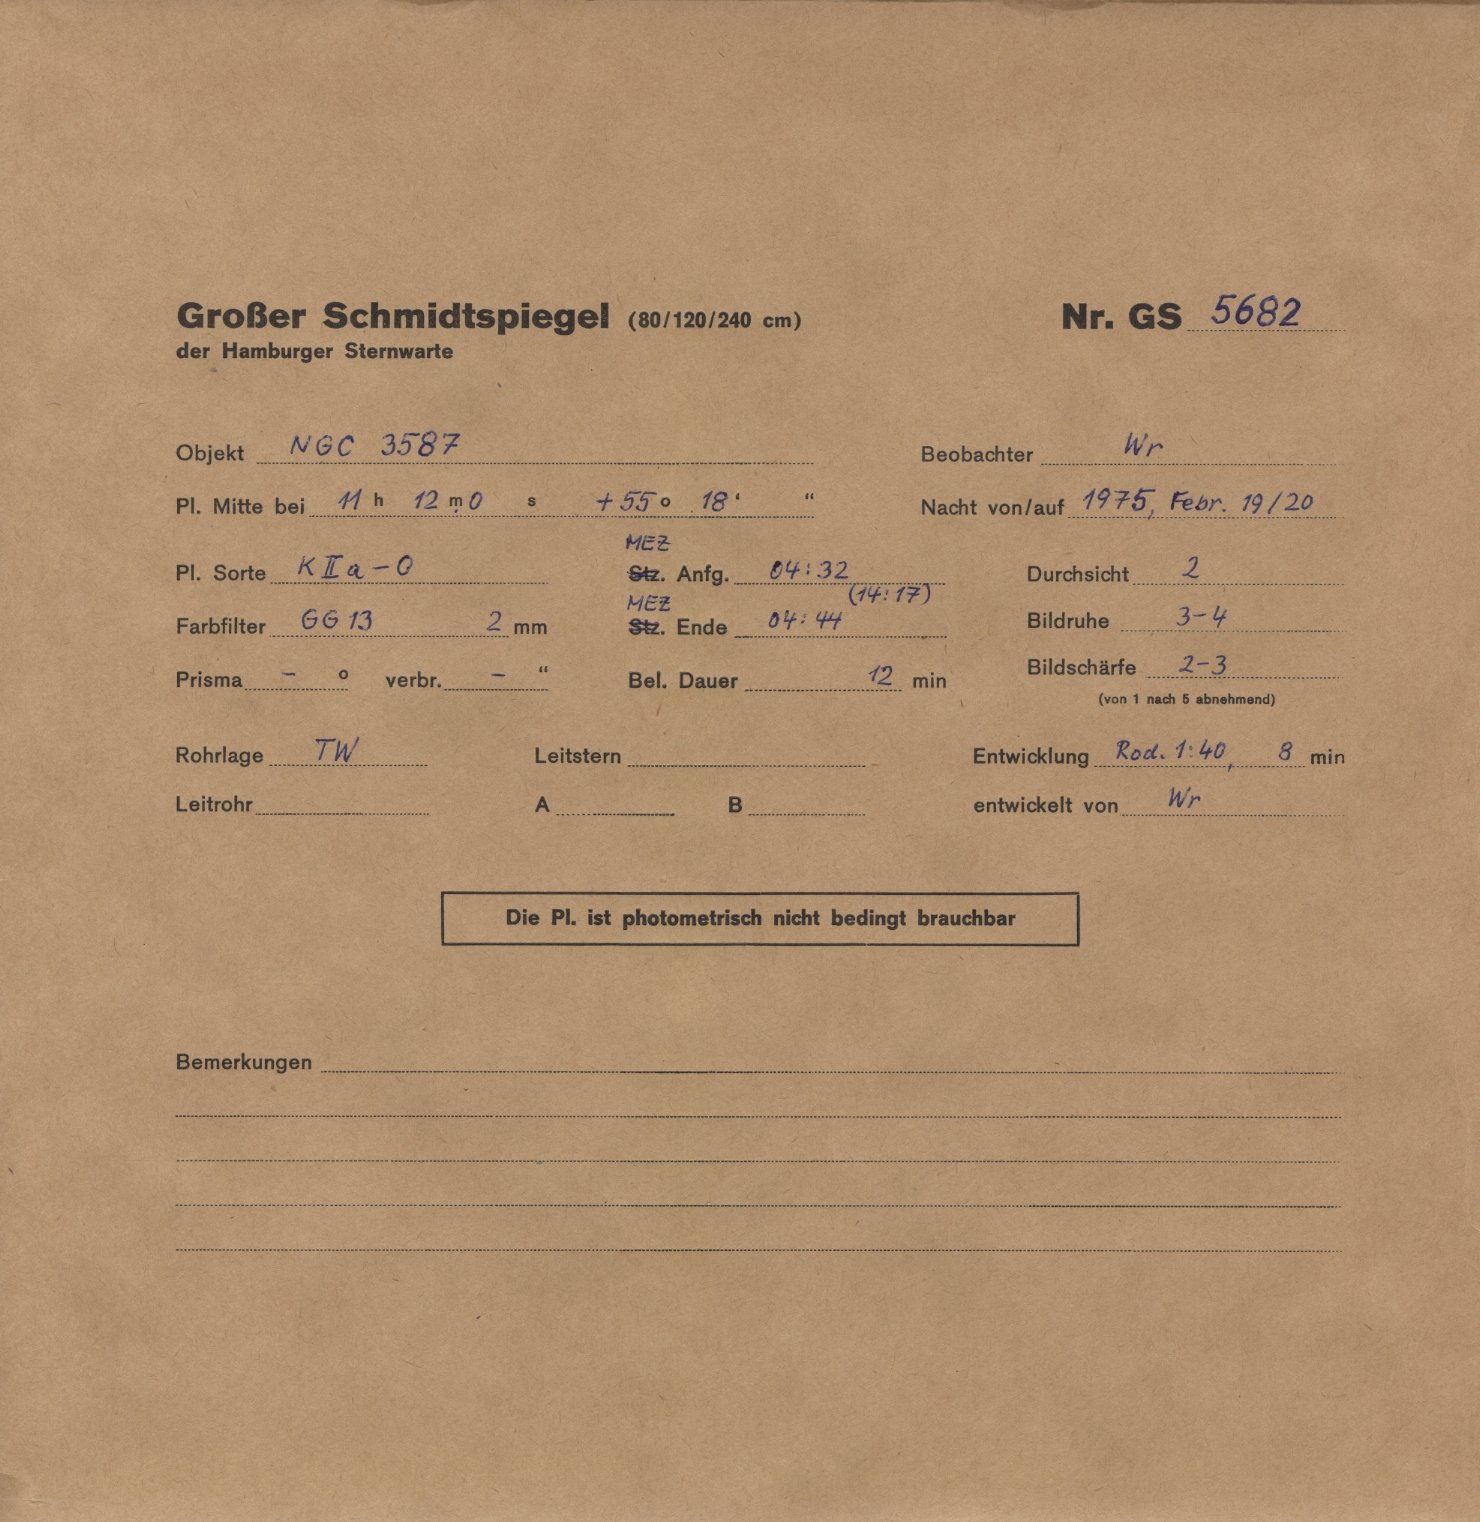 Großer Schmidtspiegel (80/120/240 cm) Nr. GS 5682
der Hamburger Sternwarte
Objekt NGC 3587 Beobachter Wr
Pl. Mitte bei 11 h 12 m. 0 s +55 o 18 ' “ Nacht von/auf 1975, Febr. 19/20
MEZ
Pl. Sorte K II a - O Stz. Anfg. 04:32 Durchsicht 2
MEZ (14:17)
Farbfilter GG 13 2 mm Stz. Ende 04:44 Bildruhe 3-4
Prisma - o verbr. - “ Bel. Dauer 12 min Bildschärfe 2-3
(von 1 nach 5 abnehmend)
Rohrlage TW Leitstern Entwicklung Rod. 1:40, 8 min
Leitrohr A B entwickelt von Wr
Die Pl. ist photometrisch nicht bedingt brauchbar
Bemerkungen